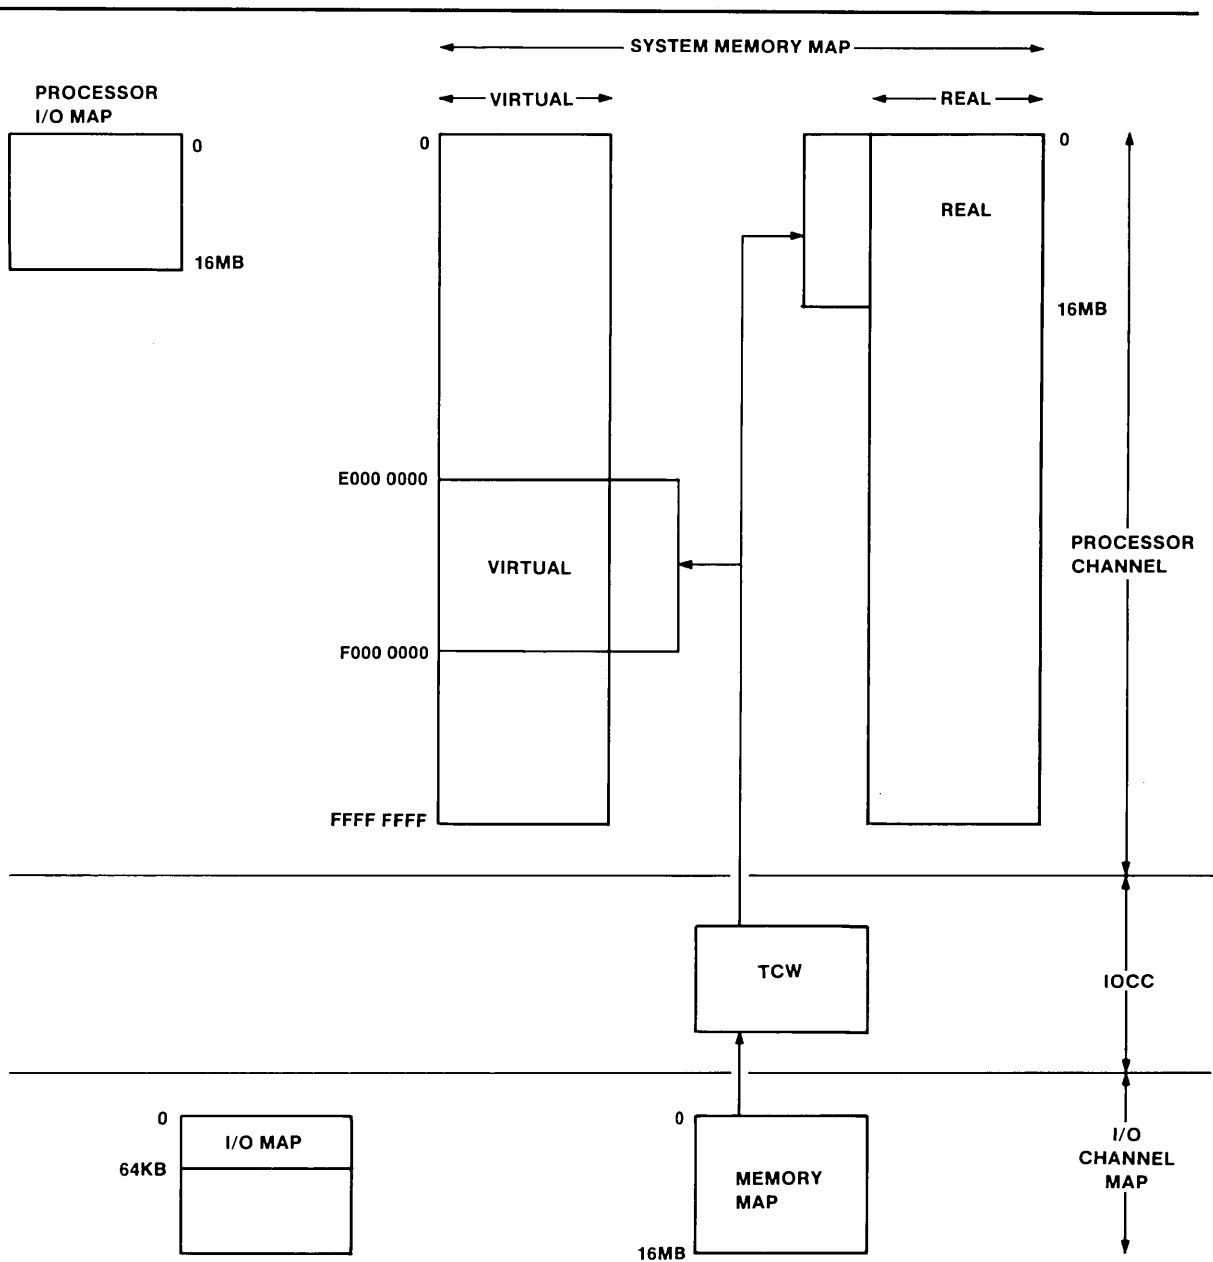 SYSTEM MEMORY MAP
PROCESSOR
I/O MAP
VIRTUAL
REAL
0
0
0
REAL
16MB
16MB
E000 0000
PROCESSOR
CHANNEL
VIRTUAL
F000 0000
FFFF FFFF
TCW
IOCC
0
I/O MAP
0
I/O
CHANNEL
MAP
64KB
MEMORY
MAP
16MB